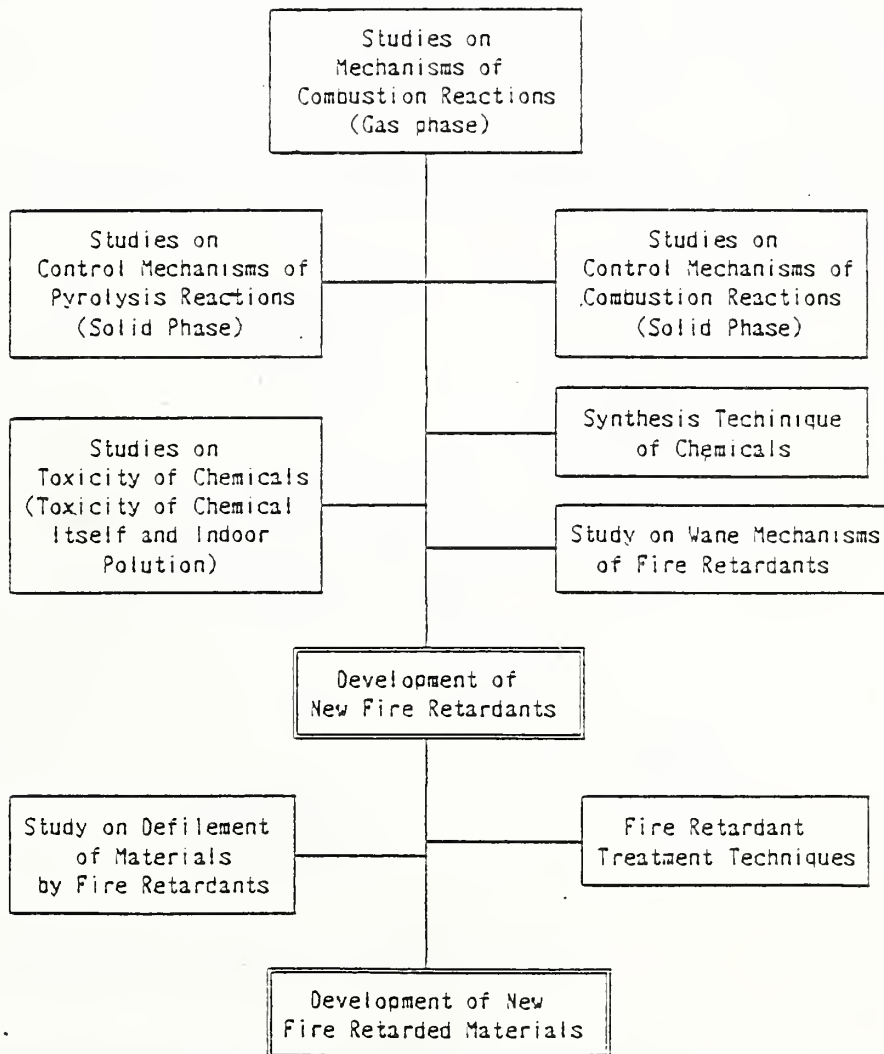 Studies on
Mechanisms of
Combustion Reactions
(Gas phase)
Studies on
Control Mechanisms of
Pyrolysis Reactions
(Solid Phase)
Studies on
Control Mechanisms of
Combustion Reactions
(Solid Phase)
Synthesis Techinique
of Chemicals
Studies on
Toxicity of Chemicals
(Toxicity of Chemical
Itself and Indoor
Polution)
Study on Wane Mechanisms
of Fire Retardants
Development of
New Fire Retardants
Study on Defilement
of Materials
by Fire Retardants
Fire Retardant
Treatment Techniques
Development of New
Fire Retarded Materials